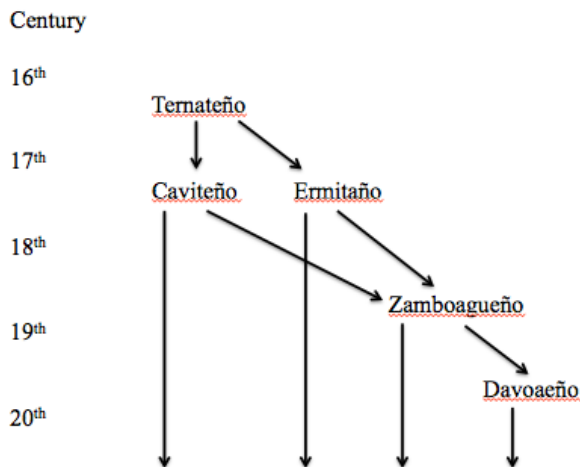 Century
16th
Ternateño
17th
Caviteño Ermitaño
18th
Zamboagueño
19th
Davoaeño
20th